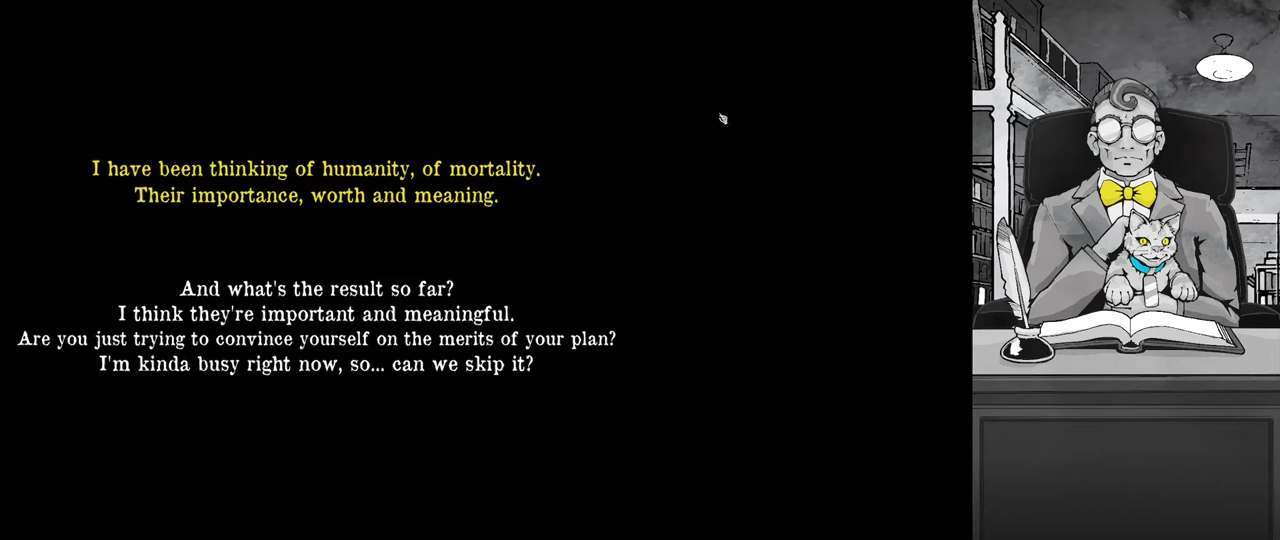 I have been thinking of humanity, of mortality.
Their importance, worth and meaning.
And what's the result so far?
I think they're important and meaningful.
Are you just trying to convince yourself on the merits of your plan?
I'm kinda busy right now, so... can we skip it?